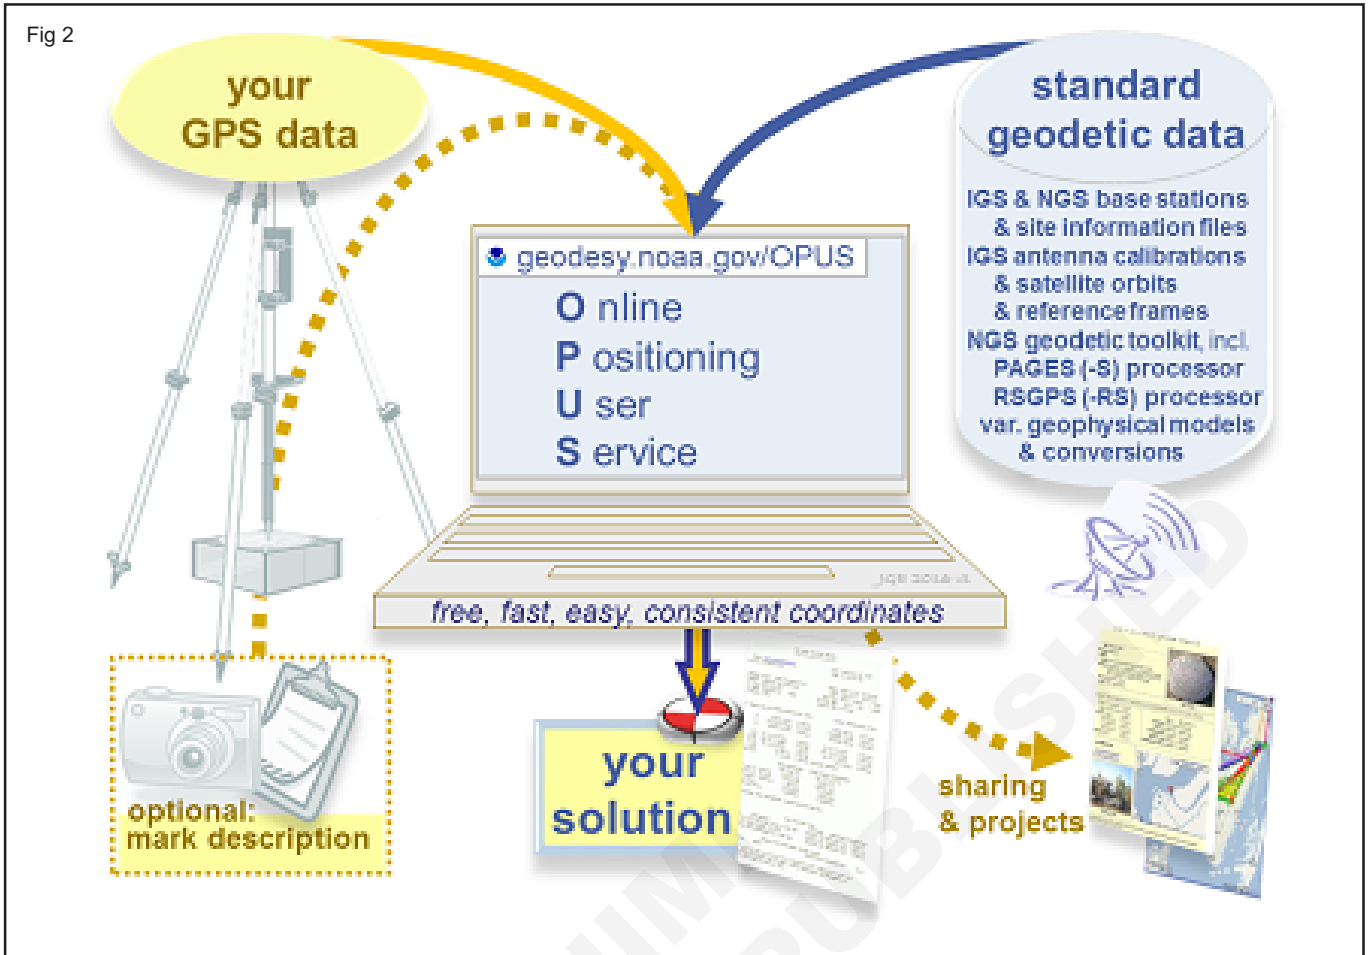 Fig 2
your
GPS data
standard
geodetic data
IGS & NGS base stations
& site information files
IGS antenna calibrations
& satellite orbits
& reference frames
NGS geodetic toolkit, incl.
PAGES (-S) processor
RSGPS (-RS) processor
var. geophysical models
& conversions
geodesy.noaa.gov/OPUS
O nline
P ositioning
U ser
S ervice
free, fast, easy, consistent coordinates
optional:
mark description
your
solution
sharing
& projects
PUBLISHED